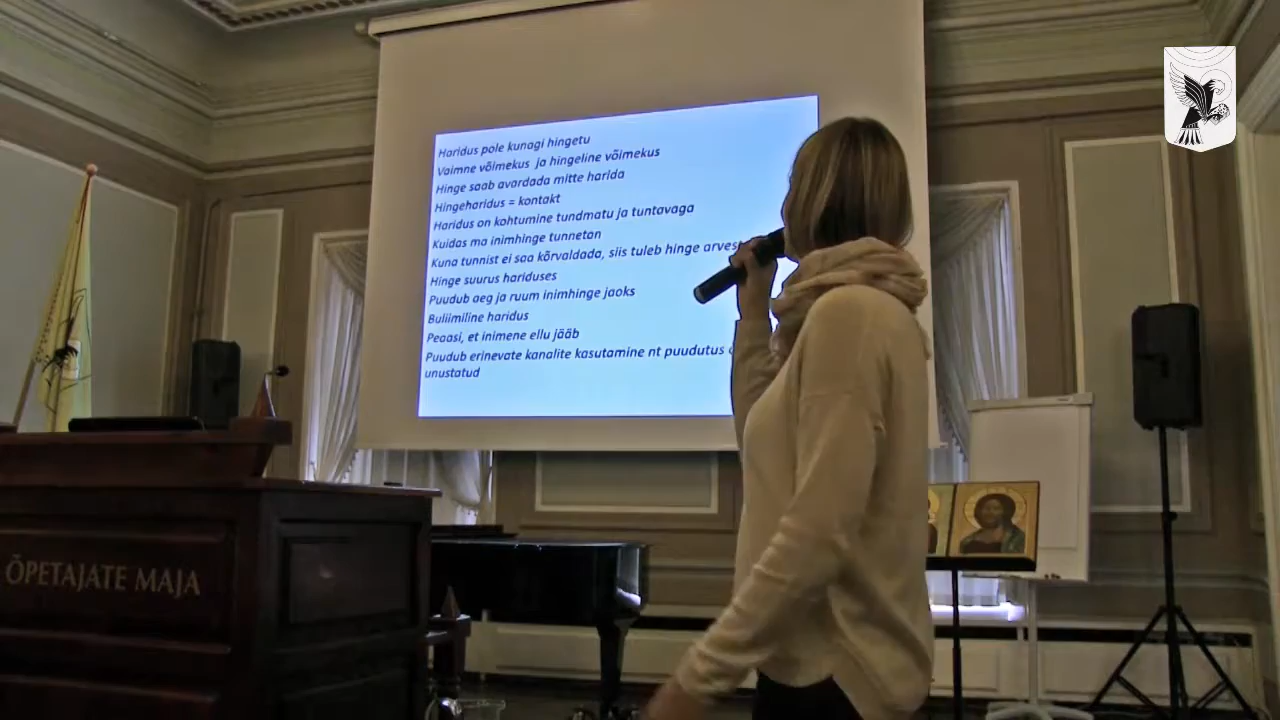 Haridus pole kunagi hingetu
Vaimne võimekus ja hingeline võimekus
Hinge saab avardada mitte harida
Hingeharidus = kontakt
Haridus on kohtumine tundmatu ja tuntavaga
Kuidas ma inimhinge tunnetan
Kuna tunnist ei saa kõrvaldada, siis tuleb hinge
Hinge suurus hariduses
Puudub aeg ja ruum inimhinge jaoks
Buliimiline haridus
Peaasi, et inimene ellu jääb
Puudub erinevate kanalite kasutamine nt puudutus
unustatud
ÕPETAJATE MAJA